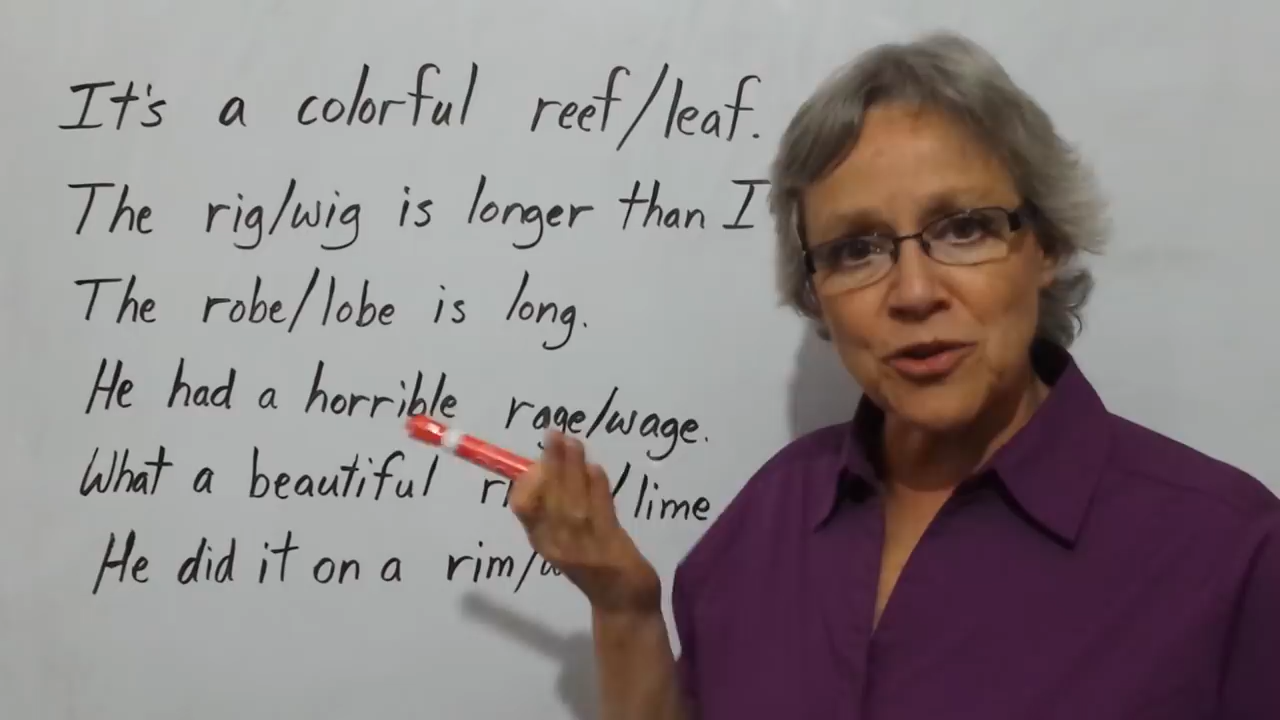 It's a colorful reef/leaf.
The rig/wig is longer than I
The robe/lobe is long.
He had a horrible rage/wage.
What a beautiful /lime
He did it on a rim/